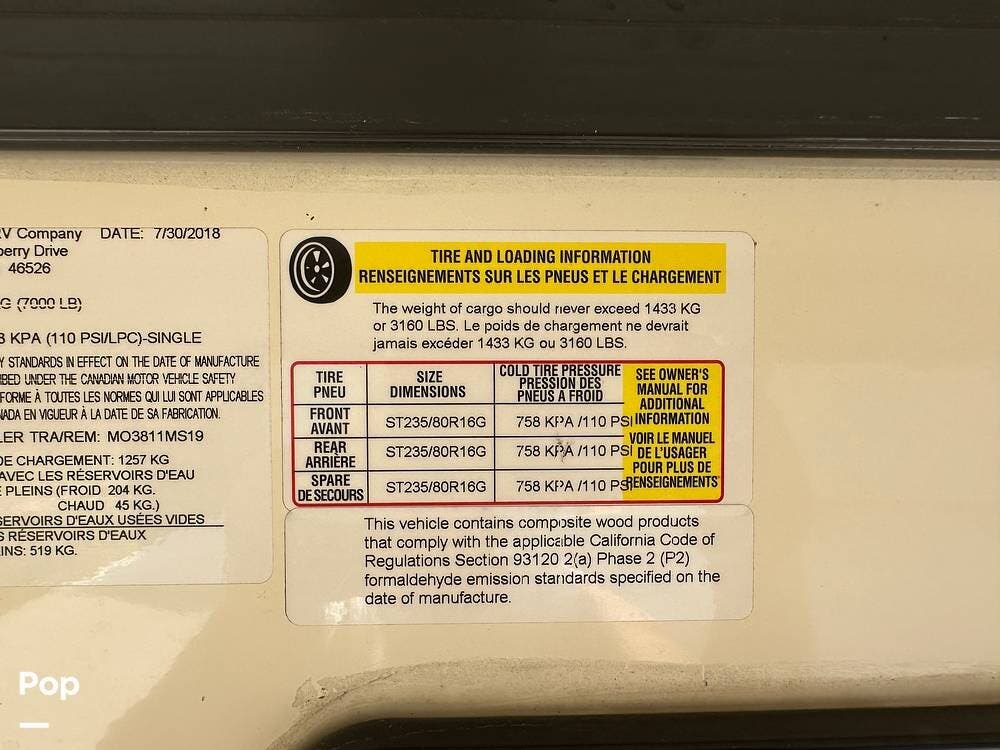 RV Company DATE: 7/30/2018
berry Drive
46526
G (7000 LB)
8 KPA (110 PSI/LPC)-SINGLE
Y STANDARDS IN EFFECT ON THE DATE OF MANUFACTURE
IBED UNDER THE CANADIAN MOTOR VEHICLE SAFETY
FORME À TOUTES LES NORMES QUI LUI SONT APPLICABLES
NADA EN VIGUEUR À LA DATE DE SA FABRICATION.
LER TRA/REM: MO3811MS19
DE CHARGEMENT: 1257 KG
AVEC LES RÉSERVOIRS D'EAU
E PLEINS (FROID 204 KG.
CHAUD 45 KG.)
SERVOIRS D'EAUX USÉES VIDES
S RÉSERVOIRS D'EAUX
INS: 519 KG.
TIRE AND LOADING INFORMATION
RENSEIGNEMENTS SUR LES PNEUS ET LE CHARGEMENT
The weight of cargo should never exceed 1433 KG
or 3160 LBS. Le poids de chargement ne devrait
jamais excéder 1433 KG ou 3160 LBS.
TIRE
PNEU
SIZE
DIMENSIONS
COLD TIRE PRESSURE
PRESSION DES
PNEUS A FROID
FRONT
AVANT
ST235/80R16G
758 KPA /110 PSI
REAR
ARRIÈRE
ST235/80R16G
758 KPA /110 PSI
SPARE
DE SECOURS
ST235/80R16G
758 KPA /110 PSI
SEE OWNER'S
MANUAL FOR
ADDITIONAL
INFORMATION
VOIR LE MANUEL
DE L'USAGER
POUR PLUS DE
RENSEIGNEMENTS
This vehicle contains composite wood products
that comply with the applicable California Code of
Regulations Section 93120 2(a) Phase 2 (P2)
formaldehyde emission standards specified on the
date of manufacture.
Pop